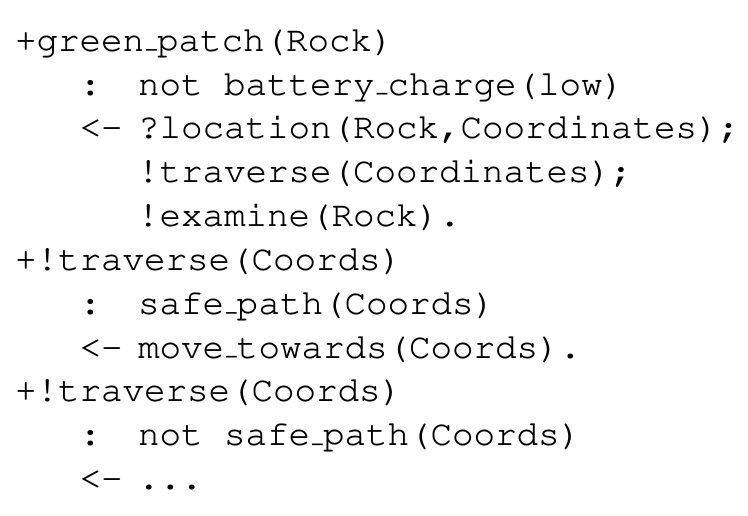 +green_patch(Rock)
   :  not battery_charge(low)
   <- ?location(Rock,Coordinates);
      !traverse(Coordinates);
      !examine(Rock).
+!traverse(Coords)
   :  safe_path(Coords)
   <- move_towards(Coords).
+!traverse(Coords)
   :  not safe_path(Coords)
   <- ...